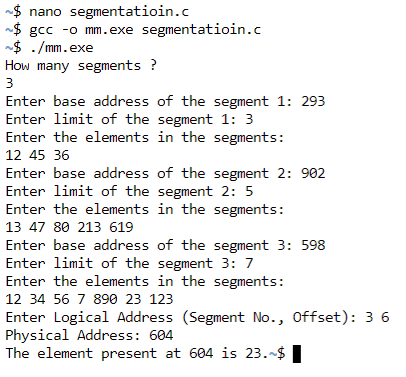 ~$ nano segmentatioin.c
~$ gcc -o mm.exe segmentatioin.c
~$ ./mm.exe
How many segments ?
3
Enter base address of the segment 1: 293
Enter limit of the segment 1: 3
Enter the elements in the segments:
12 45 36
Enter base address of the segment 2: 902
Enter limit of the segment 2: 5
Enter the elements in the segments:
13 47 80 213 619
Enter base address of the segment 3: 598
Enter limit of the segment 3: 7
Enter the elements in the segments:
12 34 56 7 890 23 123
Enter Logical Address (Segment No., Offset): 3 6
Physical Address: 604
The element present at 604 is 23.~$